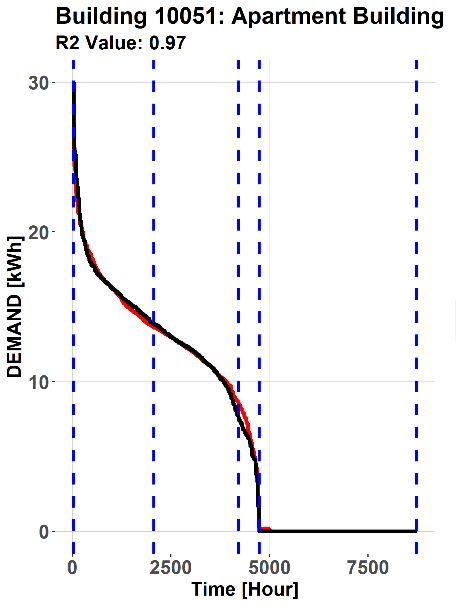 Building 10051: Apartment Building
R2 Value: 0.97
DEMAND [kWh]
30
20
10
0
0 2500 5000 7500
Time [Hour]